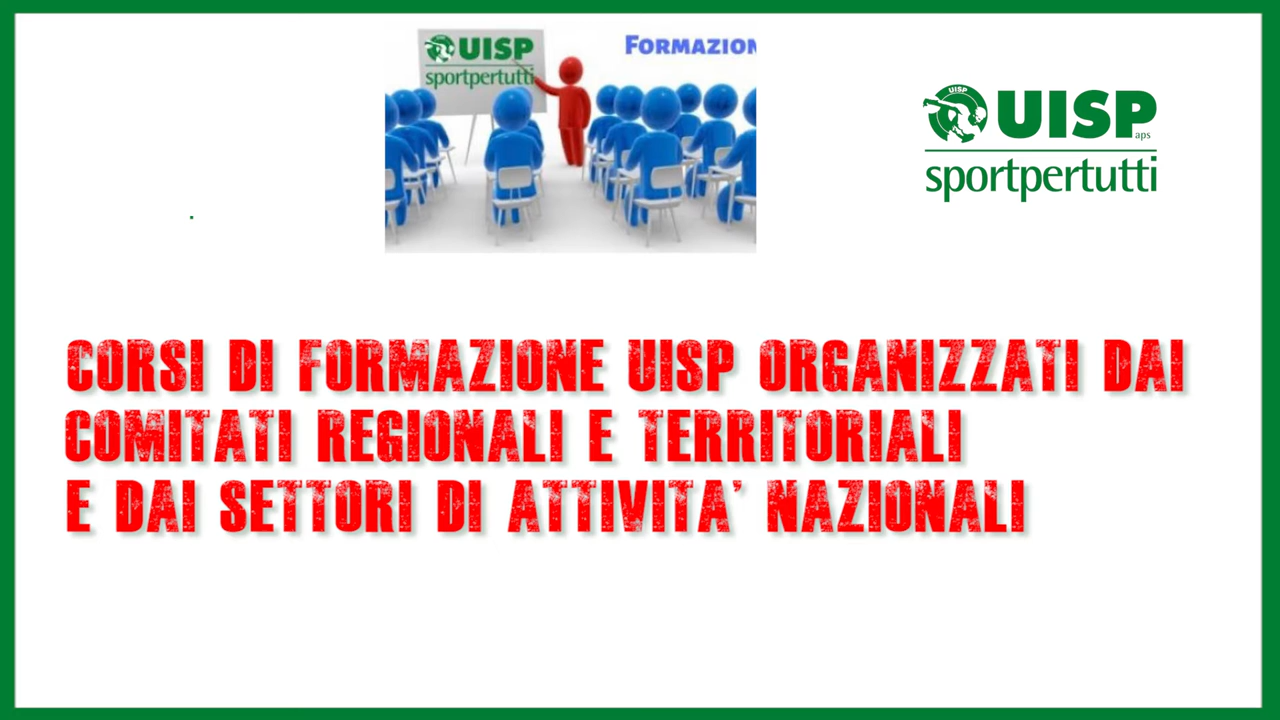 UISP
sportpertutti
FORMAZION
UISP
UISP
aps
sportpertutti
CORSI DI FORMAZIONE UISP ORGANIZZATI DAI
COMITATI REGIONALI E TERRITORIALI
E DAI SETTORI DI ATTIVITA' NAZIONALI